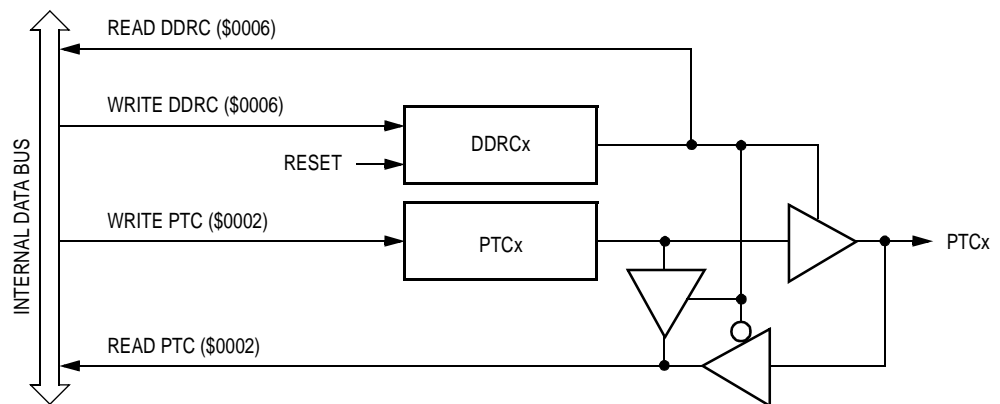 READ DDRC ($0006)
WRITE DDRC ($0006)
DDRCx
RESET
INTERNAL DATA BUS
WRITE PTC ($0002)
PTCx
PTCx
READ PTC ($0002)